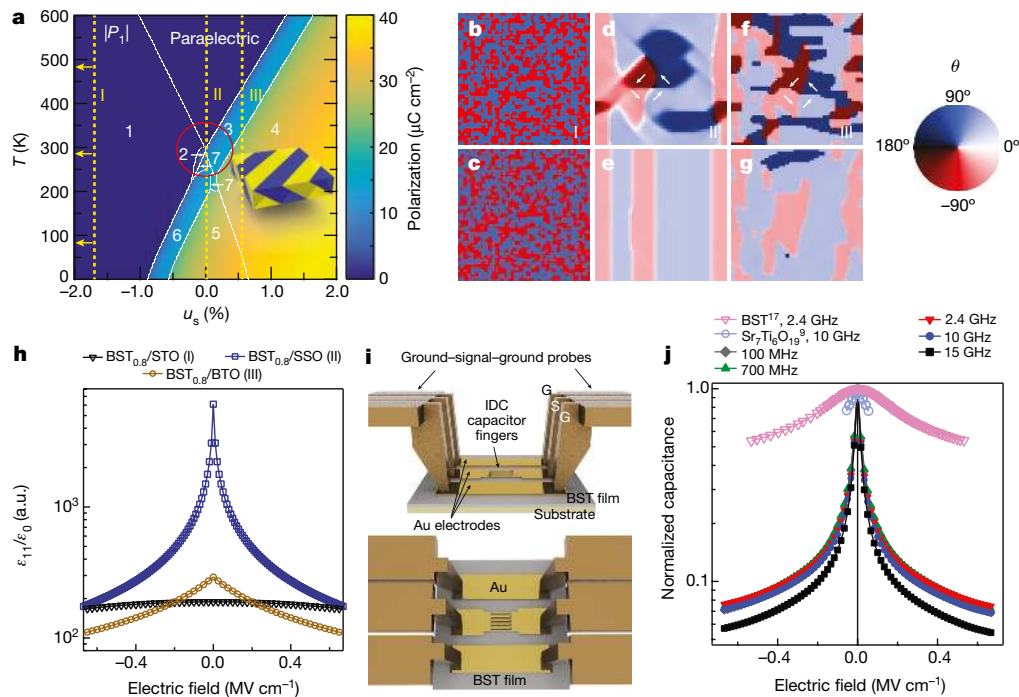 a
600
500
400
300
200
100
0
T (K)
|P₁|
Paraelectric
I
II
III
1
2
3
4
7
7
6
5
−2.0
−1.0
0.0
1.0
2.0
uₛ (%)
40
30
20
10
0
Polarization (μC cm⁻²)
b
I
c
d
II
e
f
III
g
θ
90º
180º
0º
−90º
h
BST₀.₈/STO (I)
BST₀.₈/SSO (II)
BST₀.₈/BTO (III)
ε₁₁/ε₀ (a.u.)
10³
10²
−0.4
0.0
0.4
Electric field (MV cm⁻¹)
i
Ground–signal–ground probes
G
S
G
IDC
capacitor
fingers
BST film
Substrate
Au electrodes
Au
BST film
j
BST¹⁷, 2.4 GHz
Sr₇Ti₆O₁₉⁹, 10 GHz
100 MHz
700 MHz
2.4 GHz
10 GHz
15 GHz
Normalized capacitance
1.0
0.1
−0.4
0.0
0.4
Electric field (MV cm⁻¹)